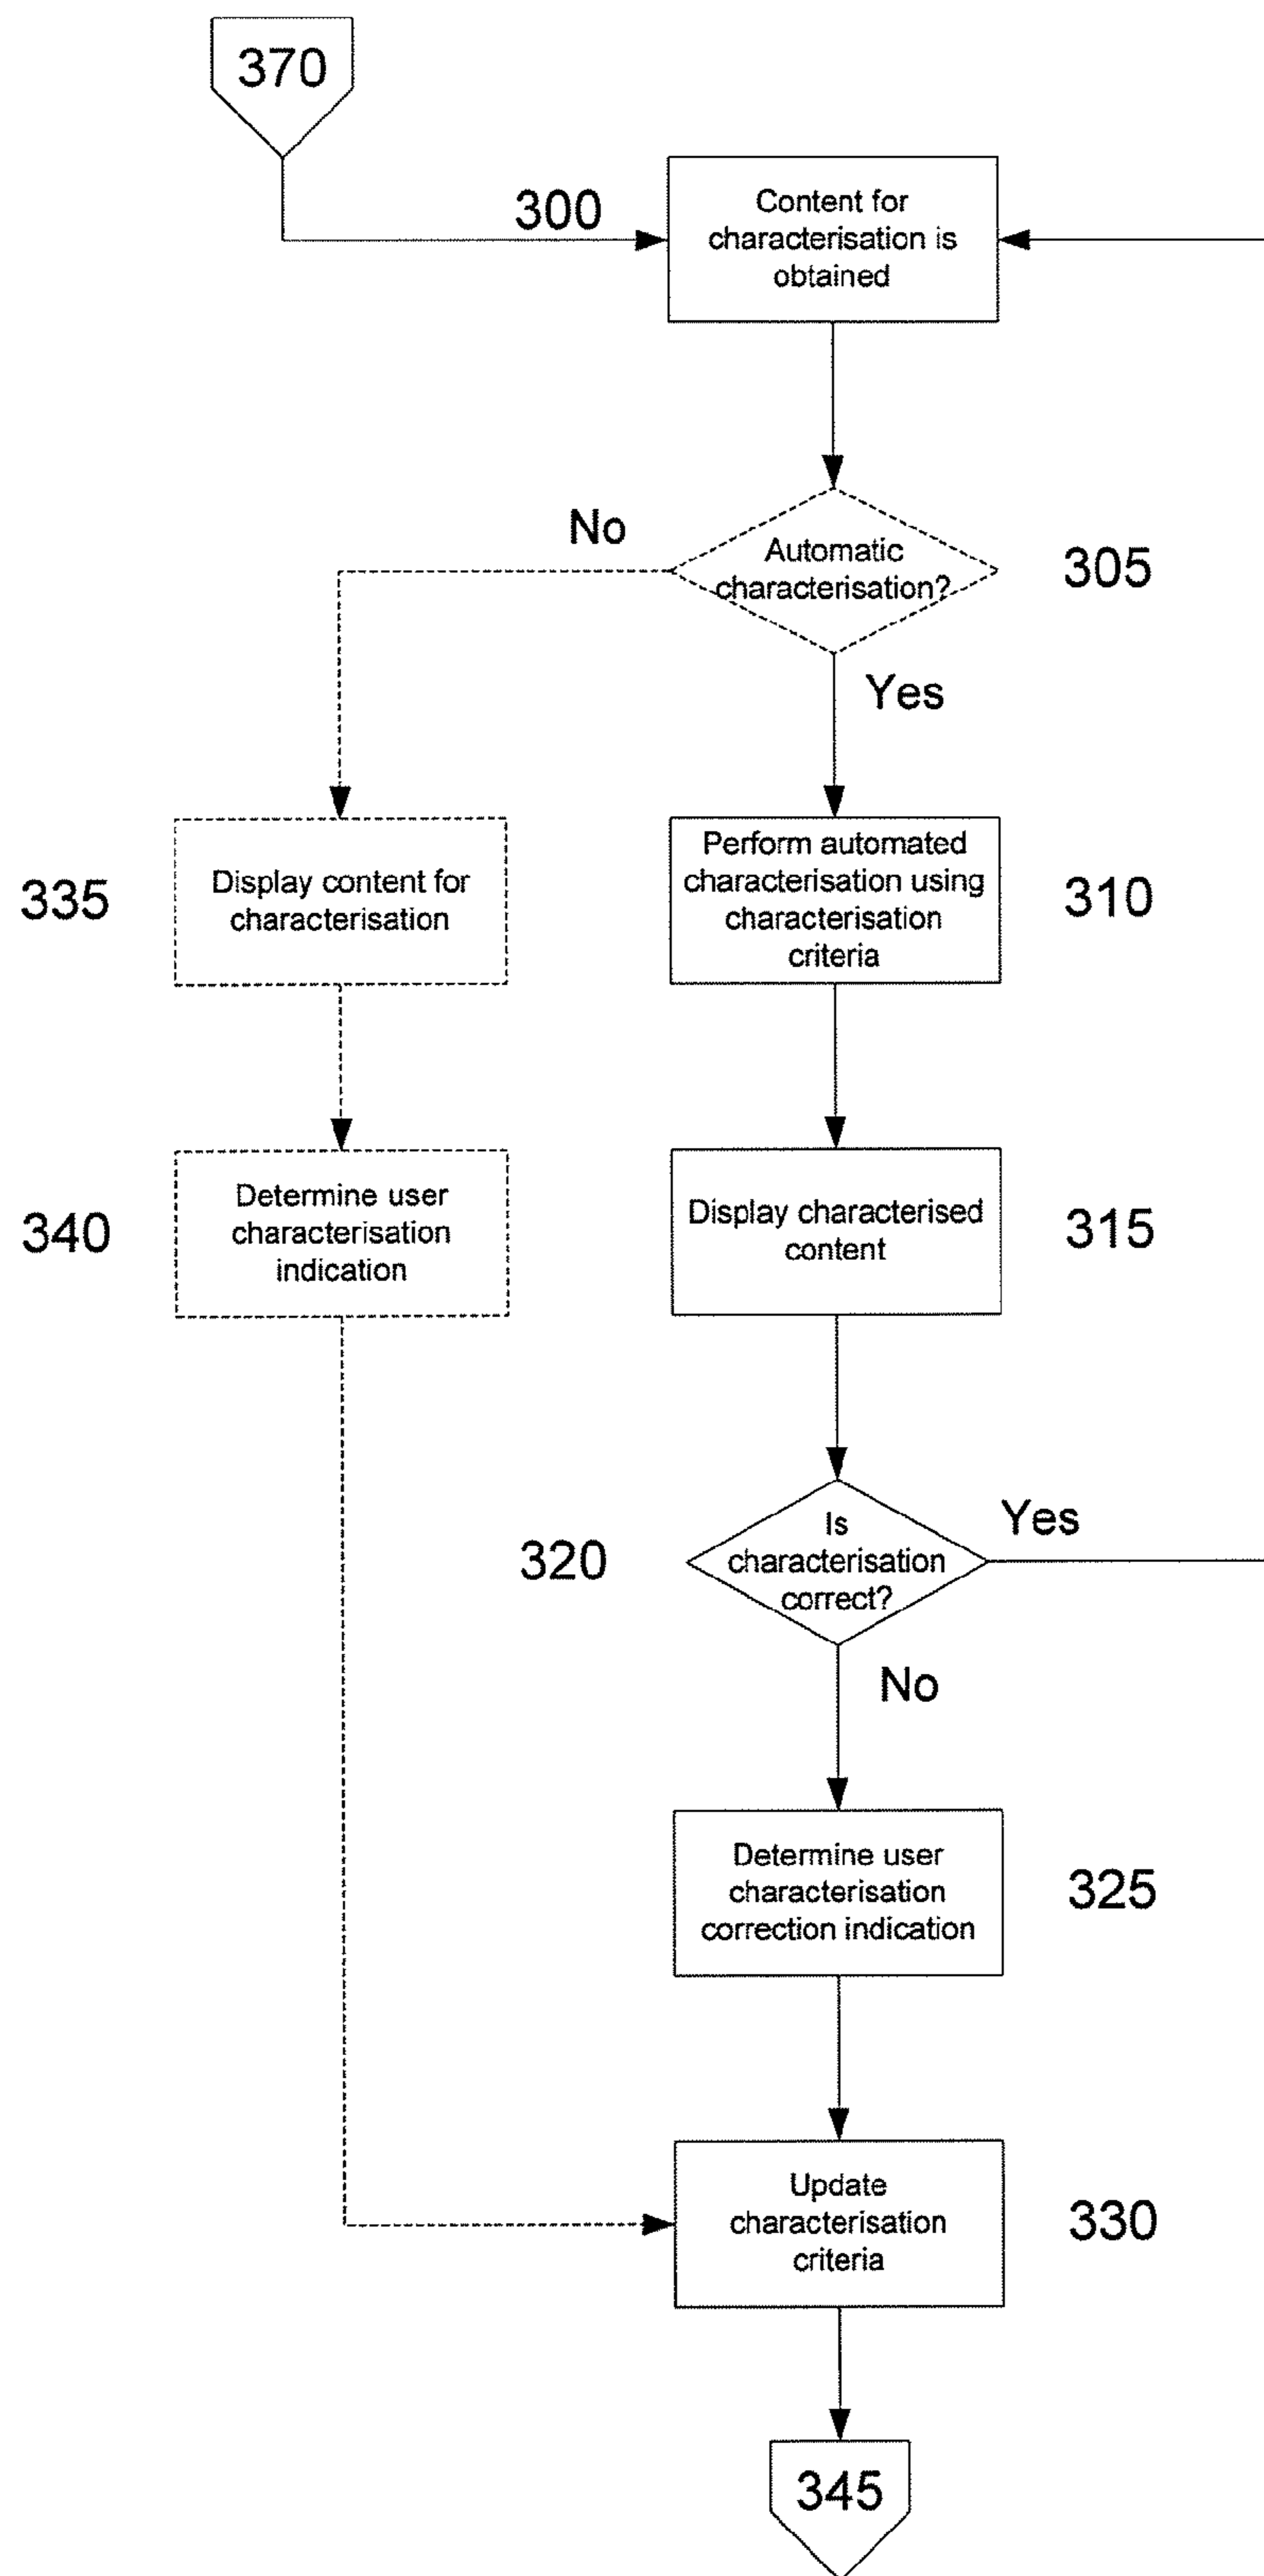 370
300
Content for
characterisation is
obtained
No
Automatic
characterisation?
305
Yes
335
Display content for
characterisation
Perform automated
characterisation using
characterisation
criteria
310
340
Determine user
characterisation
indication
Display characterised
content
315
320
Is
characterisation
correct?
Yes
No
Determine user
characterisation
correction indication
325
Update
characterisation
criteria
330
345